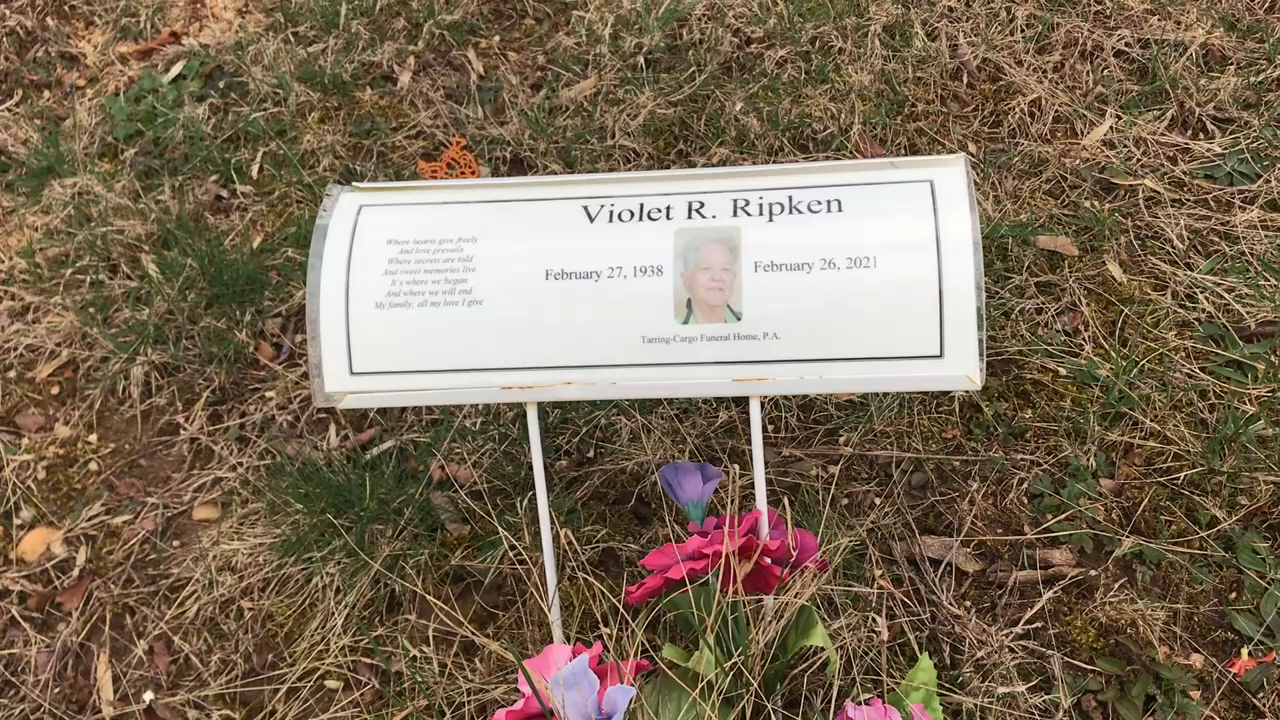 Violet R. Ripken
Where hearts give freely
And love prevails
Where secrets are told
And sweet memories live
It's where we began
And where we will end
My family; all my love I give
February 27, 1938
February 26, 2021
Tarring-Cargo Funeral Home, P.A.